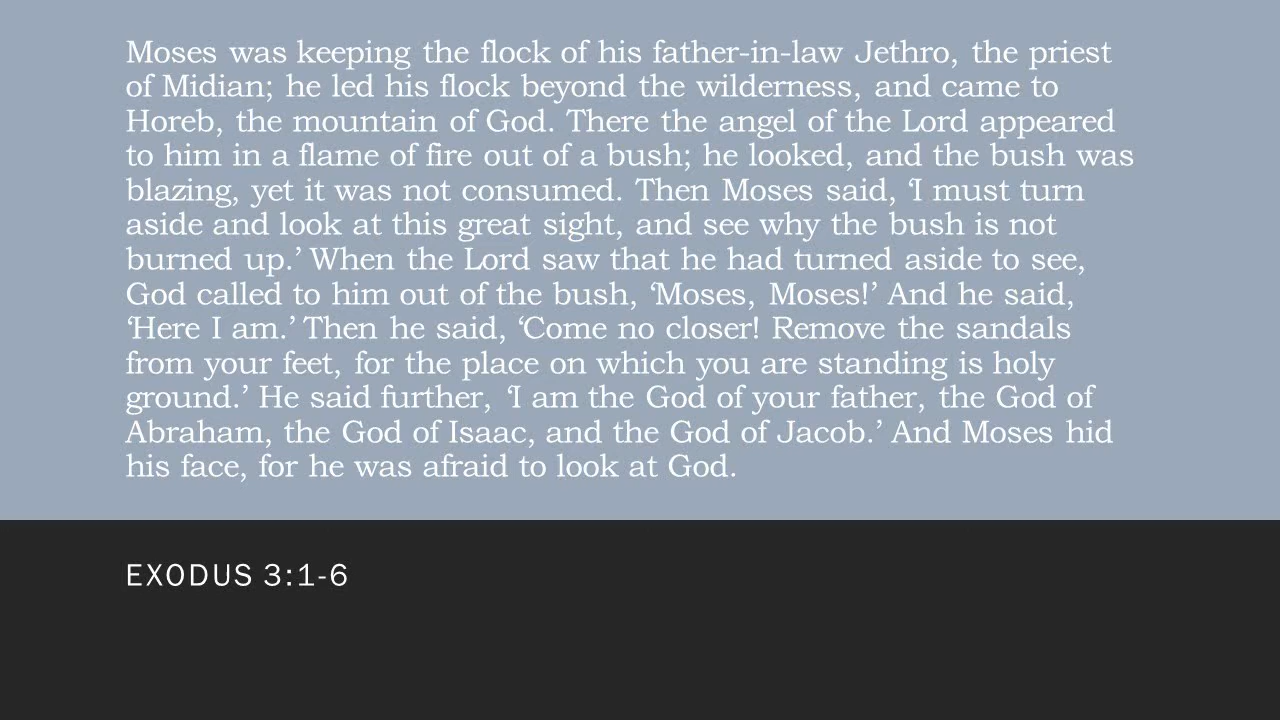 Moses was keeping the flock of his father-in-law Jethro, the priest
of Midian; he led his flock beyond the wilderness, and came to
Horeb, the mountain of God. There the angel of the Lord appeared
to him in a flame of fire out of a bush; he looked, and the bush was
blazing, yet it was not consumed. Then Moses said, ‘I must turn
aside and look at this great sight, and see why the bush is not
burned up.’ When the Lord saw that he had turned aside to see,
God called to him out of the bush, ‘Moses, Moses!’ And he said,
‘Here I am.’ Then he said, ‘Come no closer! Remove the sandals
from your feet, for the place on which you are standing is holy
ground.’ He said further, ‘I am the God of your father, the God of
Abraham, the God of Isaac, and the God of Jacob.’ And Moses hid
his face, for he was afraid to look at God.
EXODUS 3:1-6